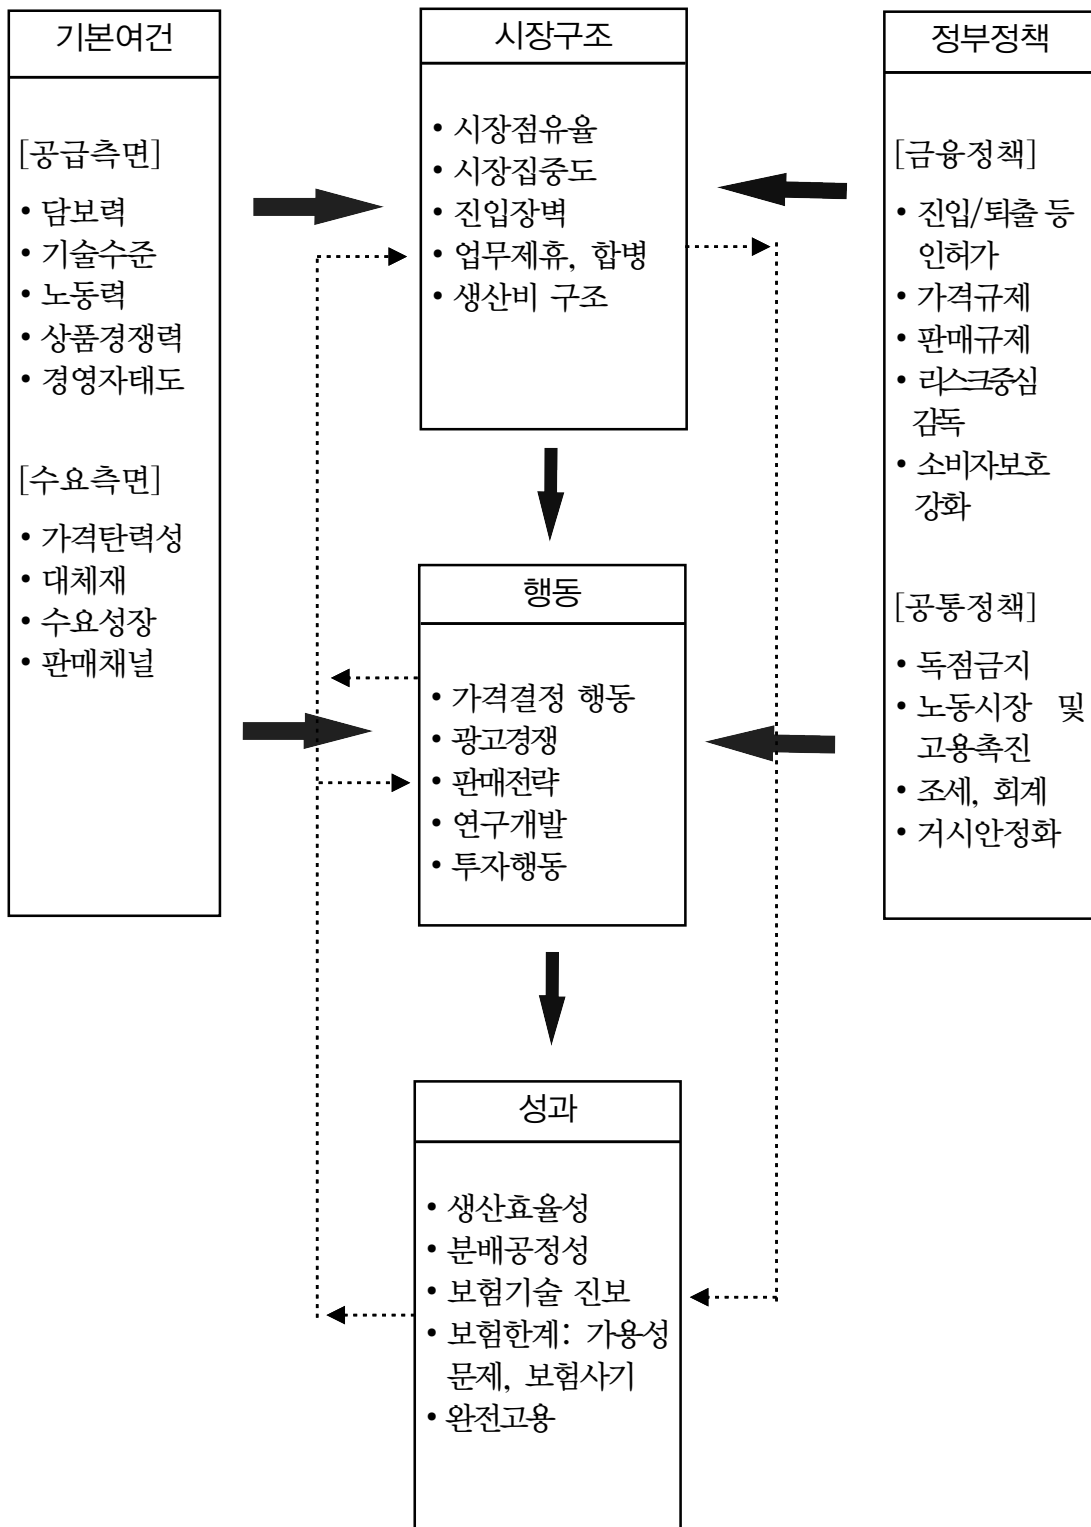 기본여건
[공급측면]
• 담보력
• 기술수준
• 노동력
• 상품경쟁력
• 경영자태도
[수요측면]
• 가격탄력성
• 대체재
• 수요성장
• 판매채널
시장구조
• 시장점유율
• 시장집중도
• 진입장벽
• 업무제휴, 합병
• 생산비 구조
행동
• 가격결정 행동
• 광고경쟁
• 판매전략
• 연구개발
• 투자행동
성과
• 생산효율성
• 분배공정성
• 보험기술 진보
• 보험한계: 가용성
문제, 보험사기
• 완전고용
정부정책
[금융정책]
• 진입/퇴출 등
인허가
• 가격규제
• 판매규제
• 리스크중심
감독
• 소비자보호
강화
[공통정책]
• 독점금지
• 노동시장 및
고용촉진
• 조세, 회계
• 거시안정화